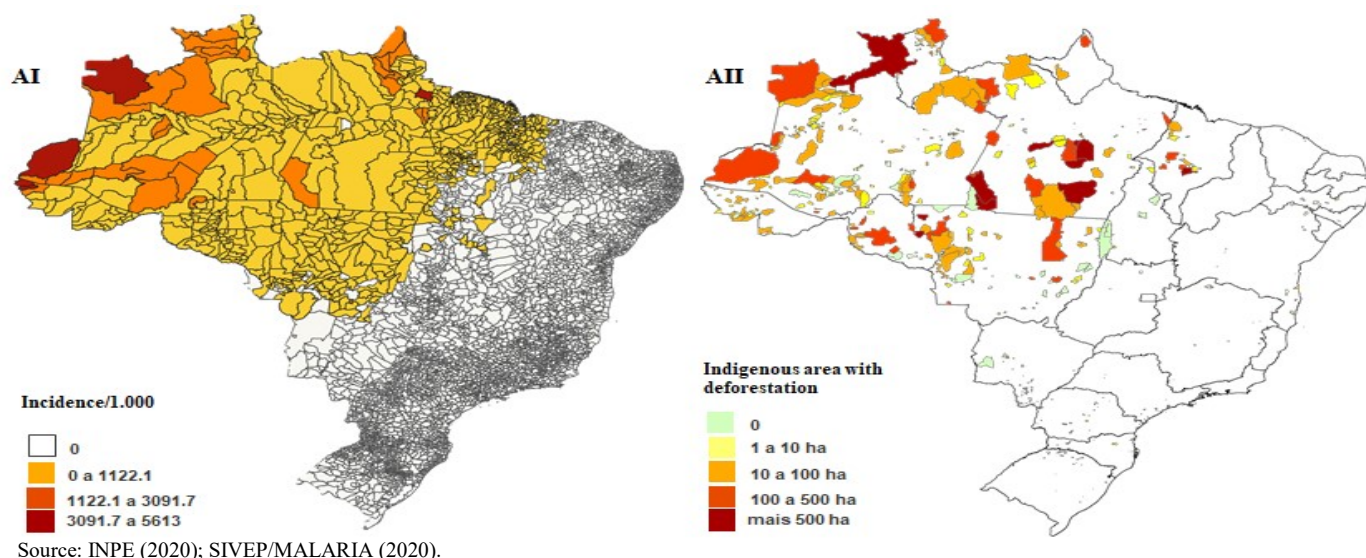 AI
Incidence/1.000
0
0 a 1122.1
1122.1 a 3091.7
3091.7 a 5613
AII
Indigenous area with
deforestation
0
1 a 10 ha
10 a 100 ha
100 a 500 ha
mais 500 ha
Source: INPE (2020); SIVEP/MALARIA (2020).